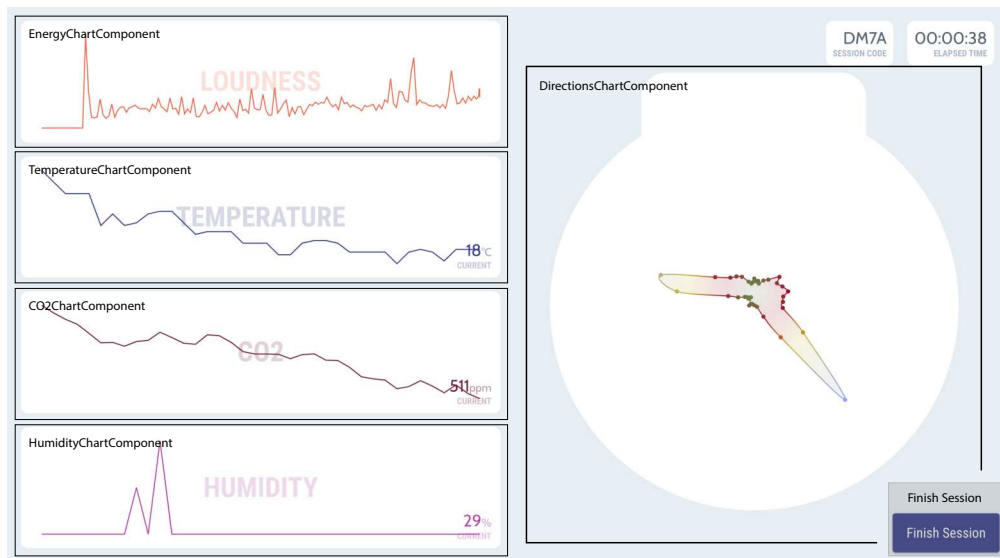 EnergyChartComponent
LOUDNESS
TemperatureChartComponent
TEMPERATURE
18°C
CURRENT
CO2ChartComponent
CO2
511ppm
CURRENT
HumidityChartComponent
HUMIDITY
29%
CURRENT
DM7A
SESSION CODE
00:00:38
ELAPSED TIME
DirectionsChartComponent
Finish Session
Finish Session